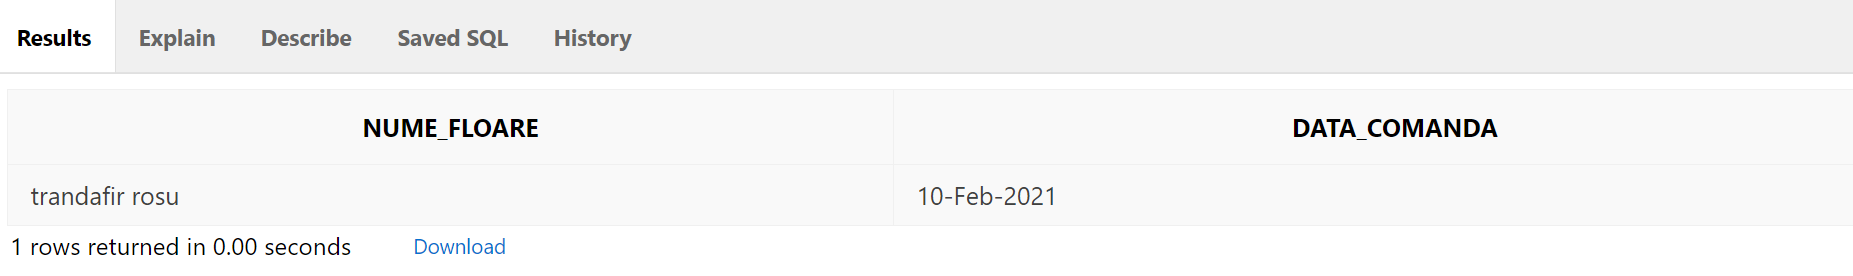 Results Explain Describe Saved SQL History
NUME_FLOARE DATA_COMANDA
trandafir rosu 10-Feb-2021
1 rows returned in 0.00 seconds Download